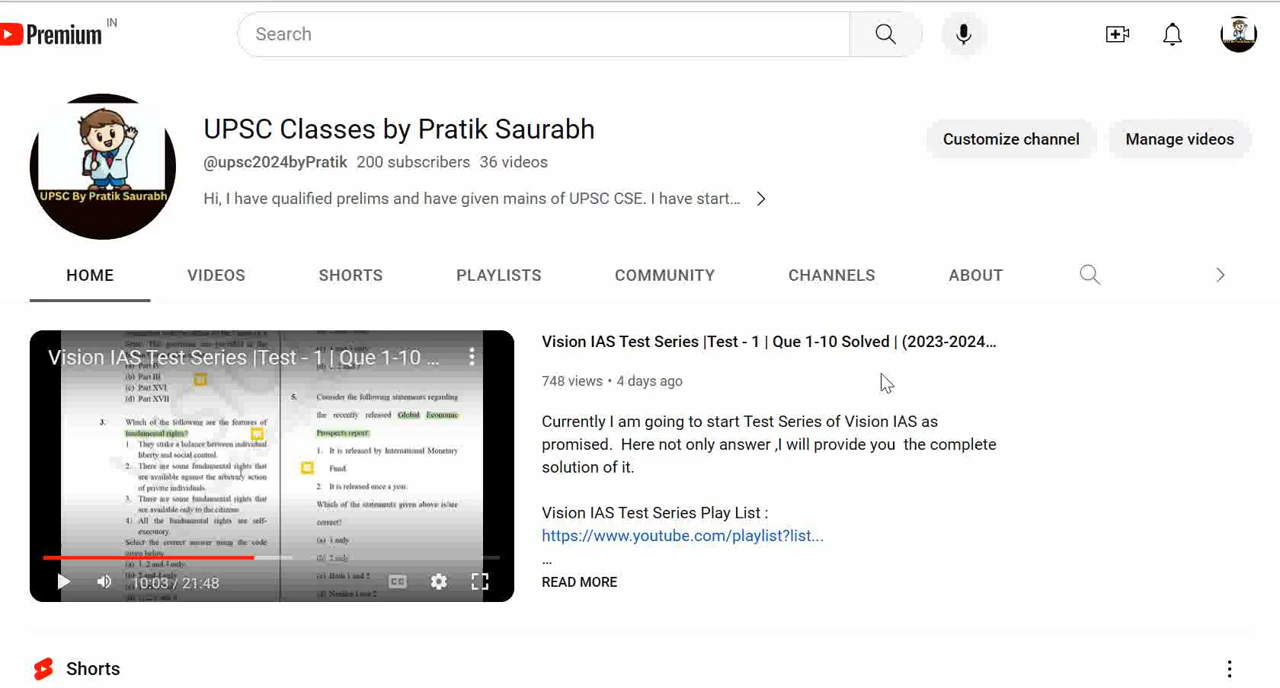 Premium IN
Search
UPSC Classes by Pratik Saurabh
@upsc2024byPratik 200 subscribers 36 videos
Hi, I have qualified prelims and have given mains of UPSC CSE. I have start...
Customize channel
Manage videos
UPSC By Pratik Saurabh
HOME VIDEOS SHORTS PLAYLISTS COMMUNITY CHANNELS ABOUT
Vision IAS Test Series |Test - 1 | Que 1-10 ...
(b) Part III
(c) Part XVI
(d) Part XVII
3. Which of the following are the features of
fundamental rights?
1. They strike a balance between individual
liberty and social control.
2. There are some fundamental rights that
are available against the arbitrary action
of private individuals.
3. There are some fundamental rights that
are available only to the citizens
4) All the fundamental rights are self-
executory.
Select the correct answer using the code
given below.
5. Consider the following statements regarding
the recently released Global Economic
Prospects report:
1. It is released by International Monetary
Fund.
2. It is released once a year.
Which of the statements given above is/are
correct?
(a) 1 only
(b) 2 only
(c) Both 1 and 2
(d) Neither 1 nor 2
10:03 / 21:48
CC
Vision IAS Test Series |Test - 1 | Que 1-10 Solved | (2023-2024...
748 views • 4 days ago
Currently I am going to start Test Series of Vision IAS as
promised. Here not only answer ,I will provide you the complete
solution of it.
Vision IAS Test Series Play List :
https://www.youtube.com/playlist?list...
...
READ MORE
Shorts